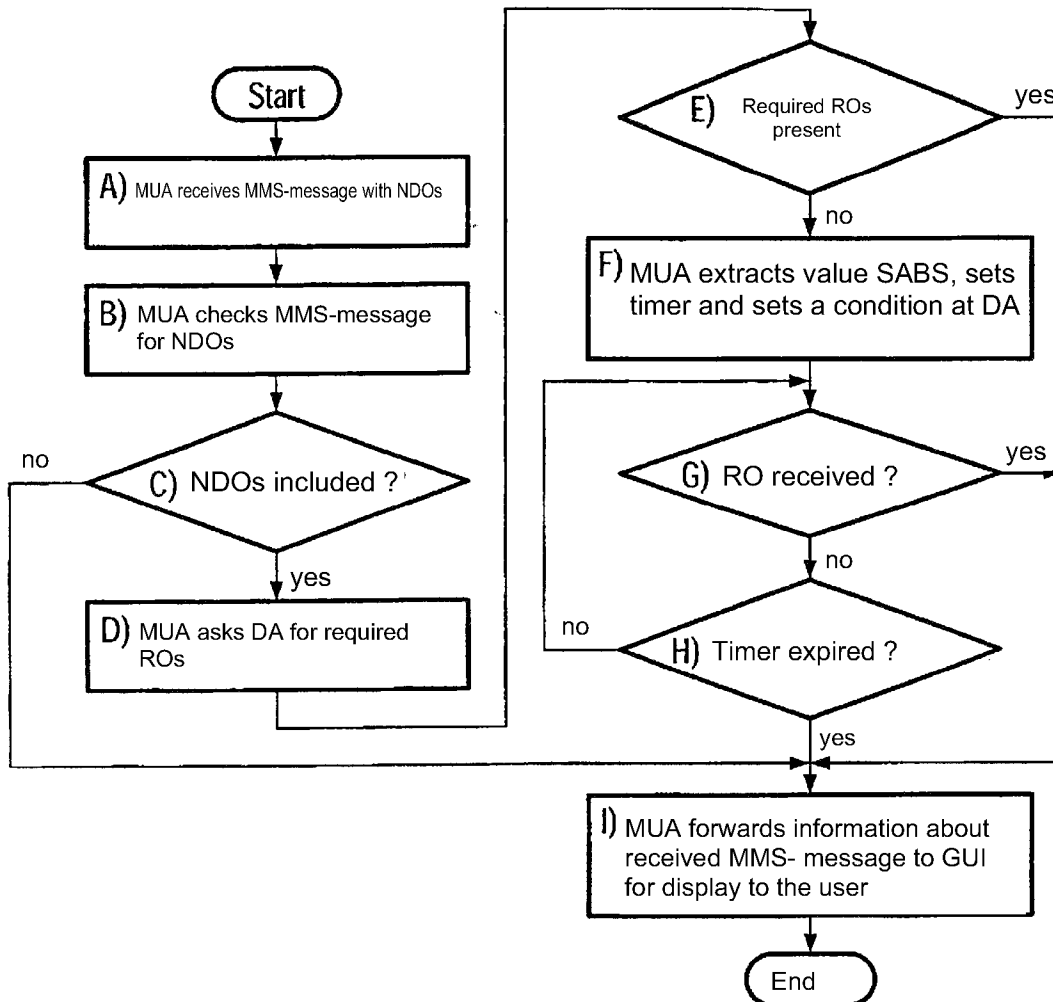 Start
A) MUA receives MMS-message with NDOs
B) MUA checks MMS-message
for NDOs
no
C) NDOs included ?
yes
D) MUA asks DA for required
ROs
E) Required ROs
present
yes
no
F) MUA extracts value SABS, sets
timer and sets a condition at DA
G) RO received ?
yes
no
H) Timer expired ?
no
yes
I) MUA forwards information about
received MMS- message to GUI
for display to the user
End